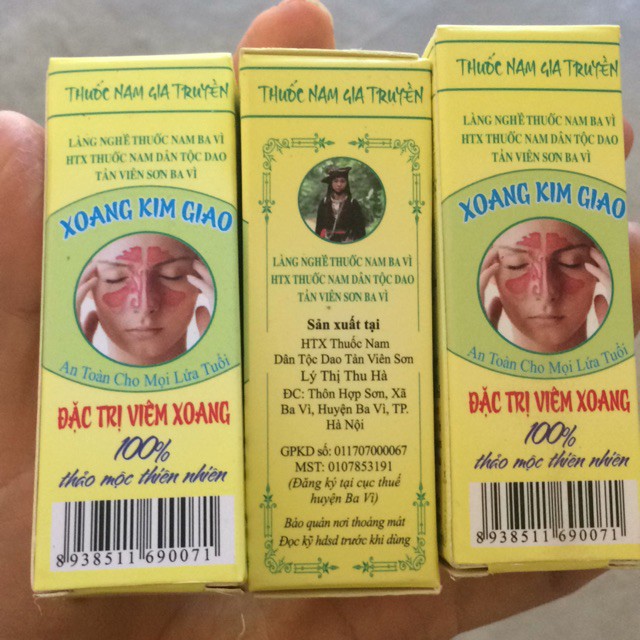 THUỐC NAM GIA TRUYỀN
LÀNG NGHỀ THUỐC NAM BA VÌ
HTX THUỐC NAM DÂN TỘC DAO
TẢN VIÊN SƠN BA VÌ
XOANG KIM GIAO
An Toàn Cho Mọi Lứa Tuổi
ĐẶC TRỊ VIÊM XOANG
100%
thảo mộc thiên nhiên
8 938511 690071
THUỐC NAM GIA TRUYỀN
LÀNG NGHỀ THUỐC NAM BA VÌ
HTX THUỐC NAM DÂN TỘC DAO
TẢN VIÊN SƠN BA VÌ
Sản xuất tại
HTX Thuốc Nam
Dân Tộc Dao Tản Viên Sơn
Lý Thị Thu Hà
ĐC: Thôn Hợp Sơn, Xã
Ba Vì, Huyện Ba Vì, TP.
Hà Nội
GPKD số: 011707000067
MST: 0107853191
(Đăng ký tại cục thuế
huyện Ba Vì)
Bảo quản nơi thoáng mát
Đọc kỹ hdsd trước khi dùng
THUỐC NAM GIA TRUYỀN
LÀNG NGHỀ THUỐC NAM BA VÌ
HTX THUỐC NAM DÂN TỘC DAO
TẢN VIÊN SƠN BA VÌ
XOANG KIM GIAO
An Toàn Cho Mọi Lứa Tuổi
ĐẶC TRỊ VIÊM XOANG
100%
thảo mộc thiên nhiên
8 938511 690071